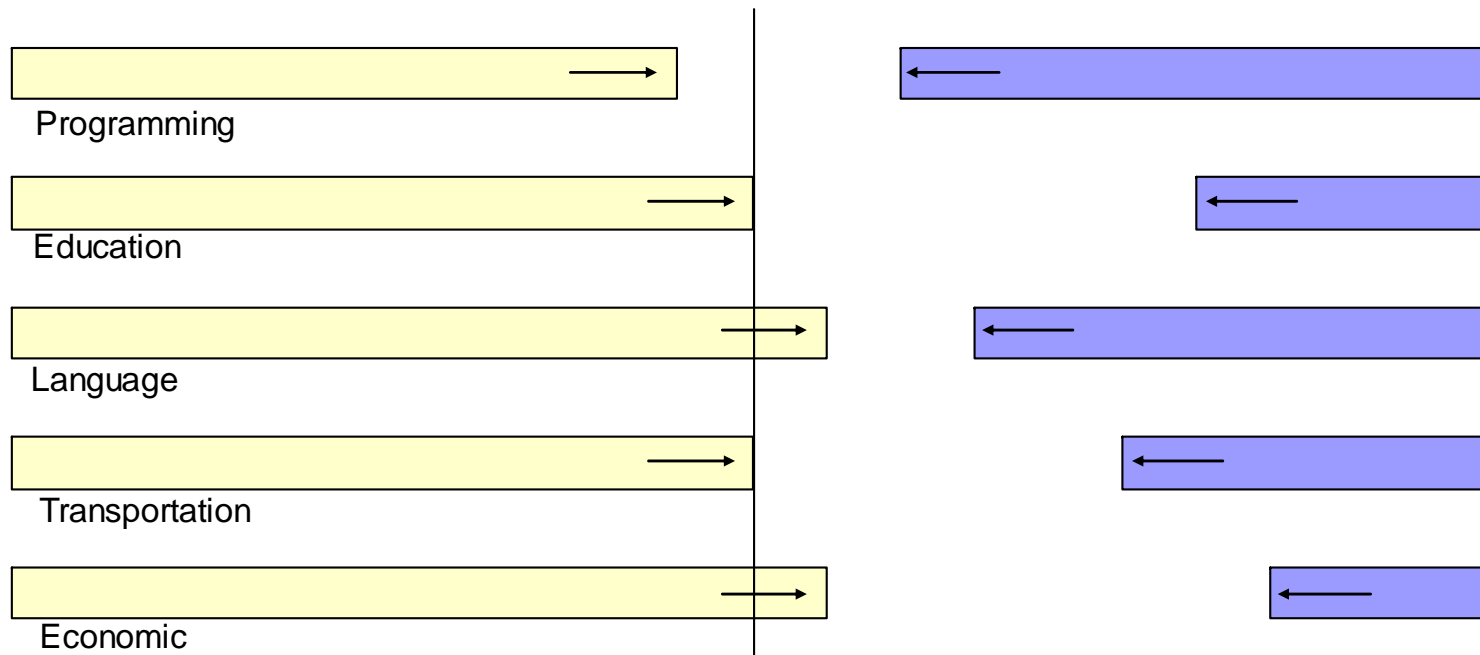 Programming
Education
Language
Transportation
Economic